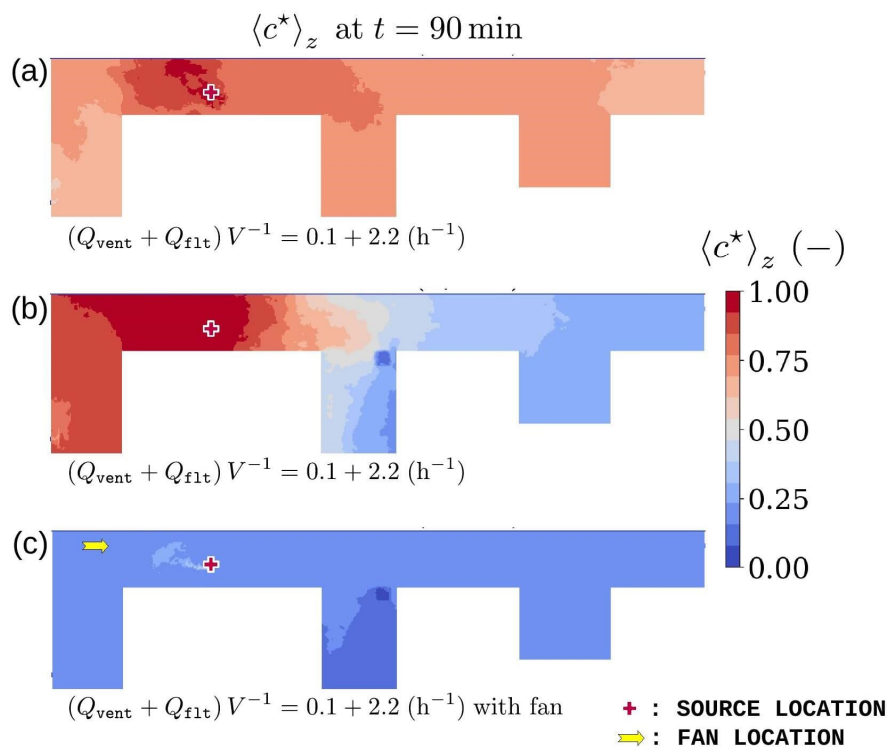 ⟨c⋆⟩z at t = 90 min
(a)
(Qvent + Qflt) V−1 = 0.1 + 2.2 (h−1)
⟨c⋆⟩z (−)
(b)
1.00
0.75
0.50
0.25
0.00
(Qvent + Qflt) V−1 = 0.1 + 2.2 (h−1)
(c)
(Qvent + Qflt) V−1 = 0.1 + 2.2 (h−1) with fan
: SOURCE LOCATION
: FAN LOCATION